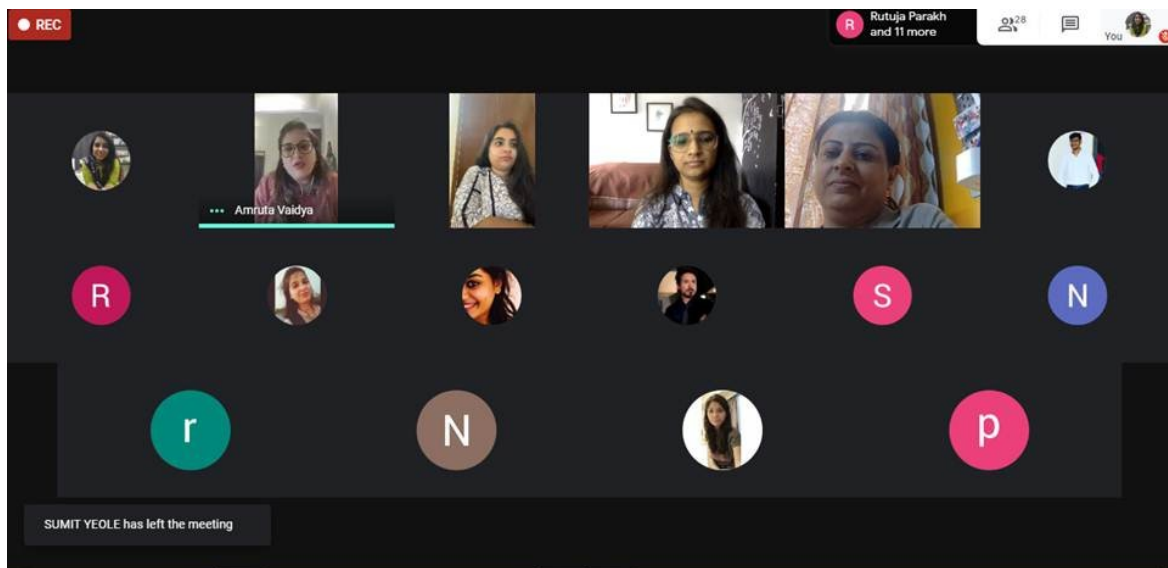 REC
R
Rutuja Parakh
and 11 more
28
You
Amruta Vaidya
R
S
N
r
N
p
SUMIT YEOLE has left the meeting